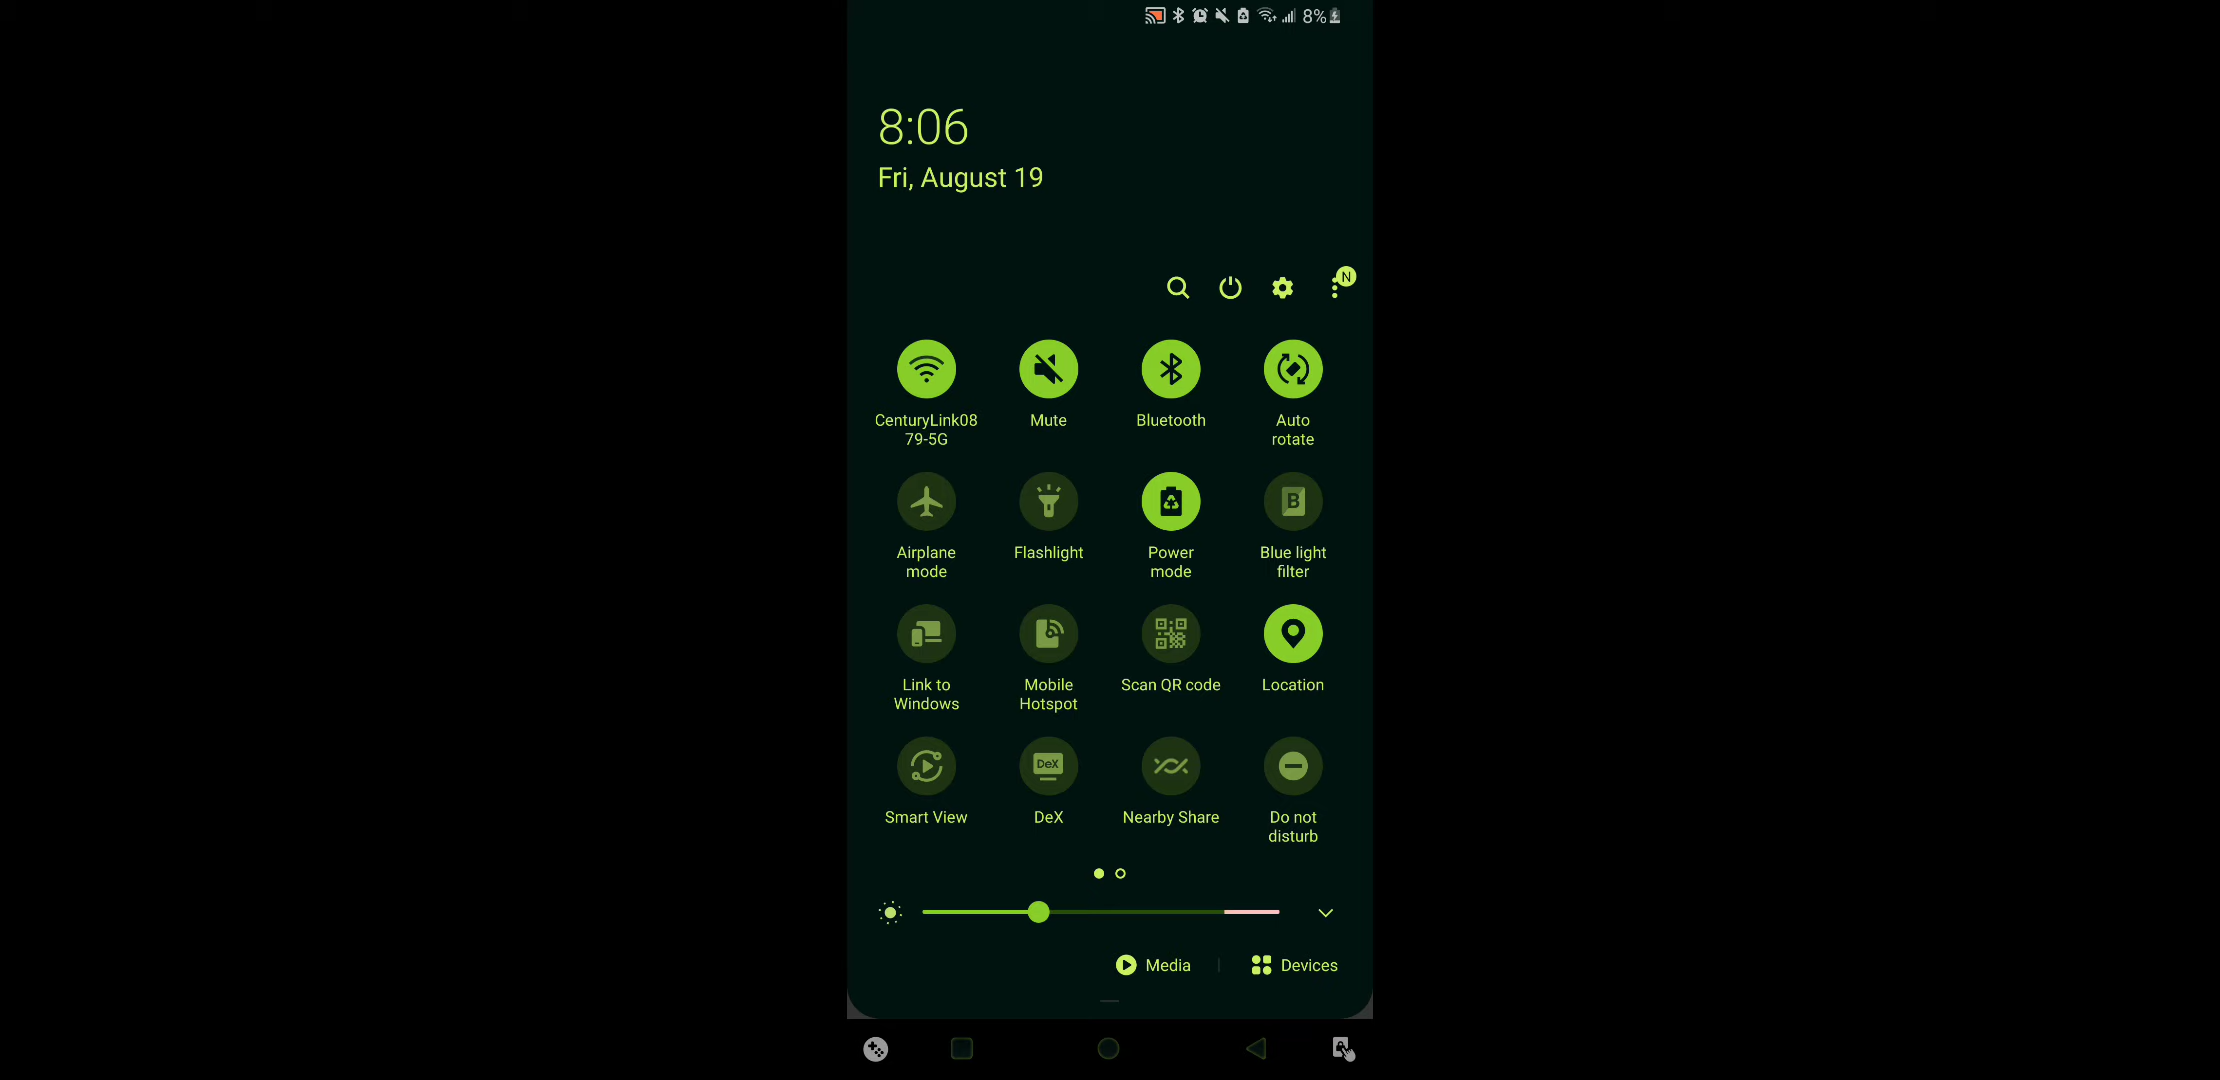 8%
8:06
Fri, August 19
N
CenturyLink08
79-5G
Mute
Bluetooth
Auto
rotate
Airplane
mode
Flashlight
Power
mode
B
Blue light
filter
Link to
Windows
Mobile
Hotspot
Scan QR code
Location
Smart View
DeX
DeX
Nearby Share
Do not
disturb
Media
Devices